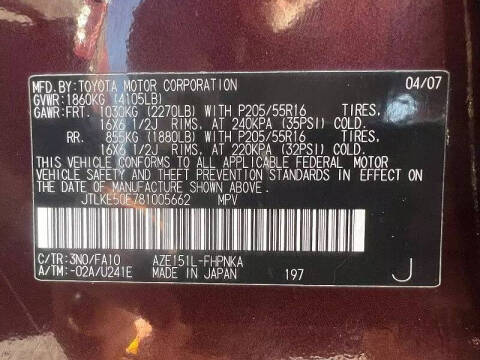 MFD.BY:TOYOTA MOTOR CORPORATION 04/07
GVWR:1860KG (4105LB)
GAWR:FRT. 1030KG (2270LB) WITH P205/55R16 TIRES,
16X6 1/2J RIMS, AT 240KPA (35PSI) COLD.
RR. 855KG (1880LB) WITH P205/55R16 TIRES,
16X6 1/2J RIMS, AT 220KPA (32PSI) COLD.
THIS VEHICLE CONFORMS TO ALL APPLICABLE FEDERAL MOTOR
VEHICLE SAFETY AND THEFT PREVENTION STANDARDS IN EFFECT
ON THE DATE OF MANUFACTURE SHOWN ABOVE.
JTLKE50E781005662 MPV
C/TR:3N0/FA10 AZE151L-FHPNKA
A/TM:-02A/U241E MADE IN JAPAN 197 J